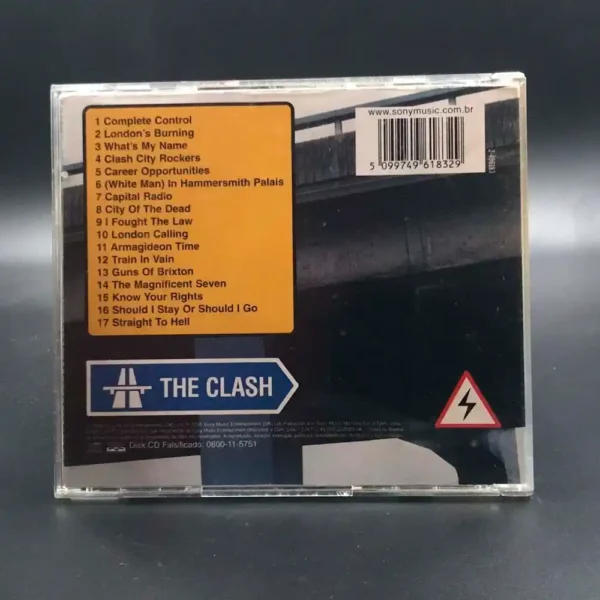 1 Complete Control
2 London's Burning
3 What's My Name
4 Clash City Rockers
5 Career Opportunities
6 (White Man) In Hammersmith Palais
7 Capital Radio
8 City Of The Dead
9 I Fought The Law
10 London Calling
11 Armagideon Time
12 Train In Vain
13 Guns Of Brixton
14 The Magnificent Seven
15 Know Your Rights
16 Should I Stay Or Should I Go
17 Straight To Hell
www.sonymusic.com.br
5 099749 618329
THE CLASH
Disk CD Falsificado: 0800-11-5751